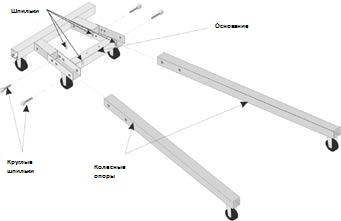 Шпильки
Основание
Круглые
шпильки
Колесные
опоры